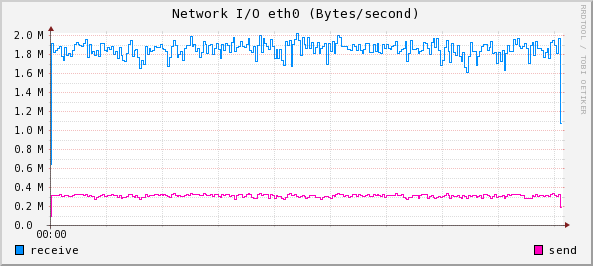 Network I/O eth0 (Bytes/second)
RRDTOOL / TOBI OETIKER
2.0 M
1.8 M
1.6 M
1.4 M
1.2 M
1.0 M
0.8 M
0.6 M
0.4 M
0.2 M
0.0
00:00
receive
send